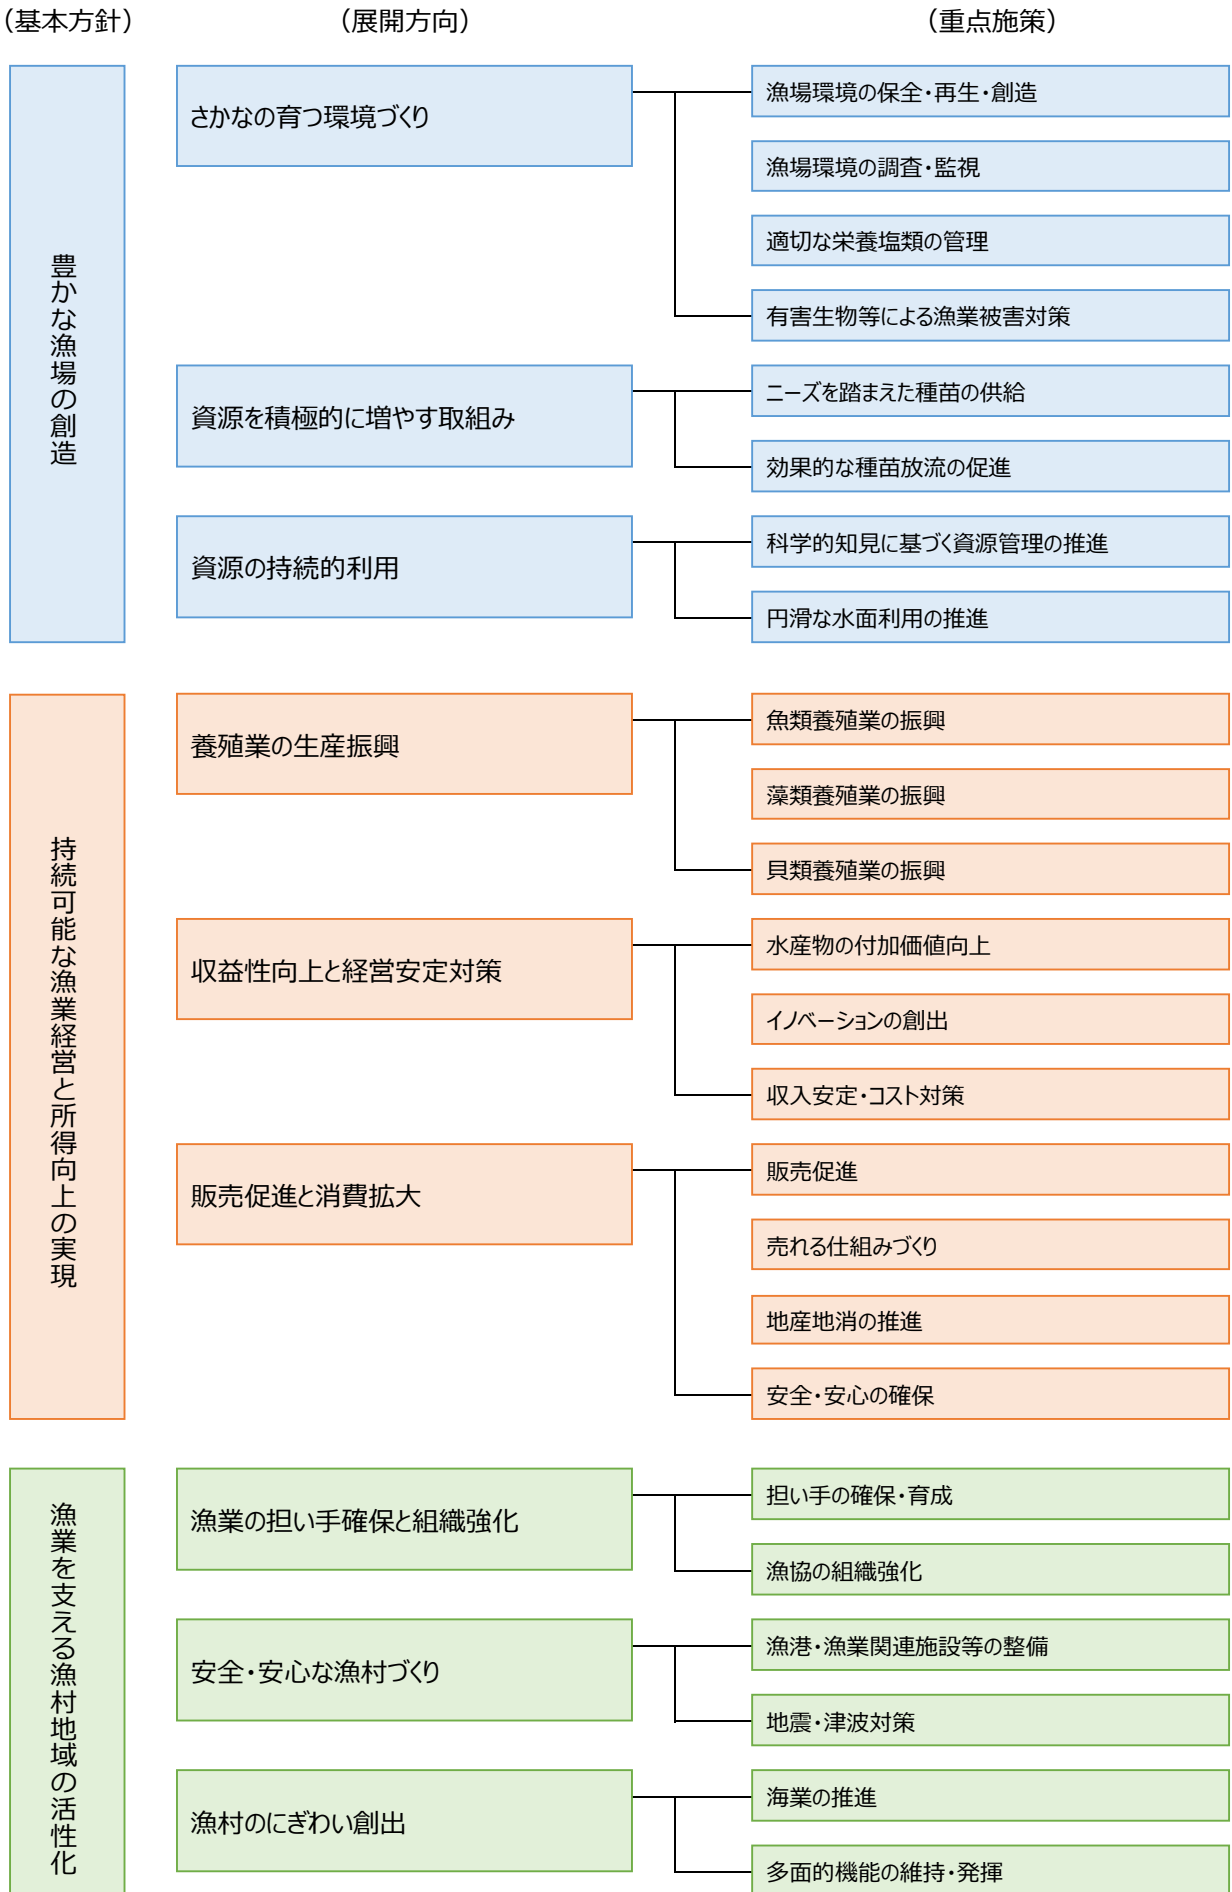 （基本方針）
（展開方向）
（重点施策）
豊かな漁場の創造
さかなの育つ環境づくり
漁場環境の保全・再生・創造
漁場環境の調査・監視
適切な栄養塩類の管理
有害生物等による漁業被害対策
資源を積極的に増やす取組み
ニーズを踏まえた種苗の供給
効果的な種苗放流の促進
資源の持続的利用
科学的知見に基づく資源管理の推進
円滑な水面利用の推進
持続可能な漁業経営と所得向上の実現
養殖業の生産振興
魚類養殖業の振興
藻類養殖業の振興
貝類養殖業の振興
収益性向上と経営安定対策
水産物の付加価値向上
イノベーションの創出
収入安定・コスト対策
販売促進と消費拡大
販売促進
売れる仕組みづくり
地産地消の推進
安全・安心の確保
漁業を支える漁村地域の活性化
漁業の担い手確保と組織強化
担い手の確保・育成
漁協の組織強化
安全・安心な漁村づくり
漁港・漁業関連施設等の整備
地震・津波対策
漁村のにぎわい創出
海業の推進
多面的機能の維持・発揮